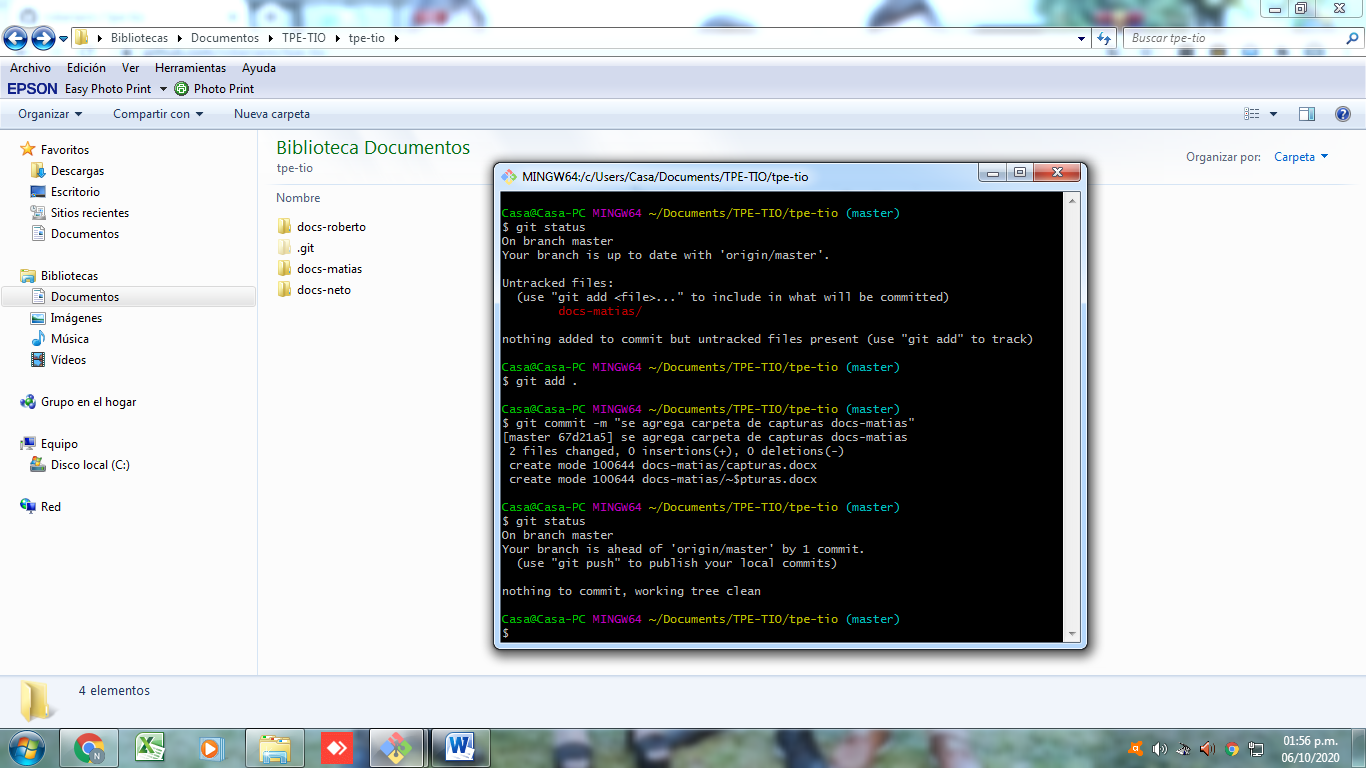 Bibliotecas Documentos TPE-TIO tpe-tio
Buscar tpe-tio
Archivo Edición Ver Herramientas Ayuda
EPSON Easy Photo Print Photo Print
Organizar Compartir con Nueva carpeta
Favoritos
Descargas
Escritorio
Sitios recientes
Documentos
Bibliotecas
Documentos
Imágenes
Música
Vídeos
Grupo en el hogar
Equipo
Disco local (C:)
Red
Biblioteca Documentos
tpe-tio
Organizar por: Carpeta
Nombre
docs-roberto
.git
docs-matias
docs-neto
MINGW64:/c/Users/Casa/Documents/TPE-TIO/tpe-tio
Casa@Casa-PC MINGW64 ~/Documents/TPE-TIO/tpe-tio (master)
$ git status
On branch master
Your branch is up to date with 'origin/master'.
Untracked files:
(use "git add <file>..." to include in what will be committed)
docs-matias/
nothing added to commit but untracked files present (use "git add" to track)
Casa@Casa-PC MINGW64 ~/Documents/TPE-TIO/tpe-tio (master)
$ git add .
Casa@Casa-PC MINGW64 ~/Documents/TPE-TIO/tpe-tio (master)
$ git commit -m "se agrega carpeta de capturas docs-matias"
[master 67d21a5] se agrega carpeta de capturas docs-matias
2 files changed, 0 insertions(+), 0 deletions(-)
create mode 100644 docs-matias/capturas.docx
create mode 100644 docs-matias/~$pturas.docx
Casa@Casa-PC MINGW64 ~/Documents/TPE-TIO/tpe-tio (master)
$ git status
On branch master
Your branch is ahead of 'origin/master' by 1 commit.
(use "git push" to publish your local commits)
nothing to commit, working tree clean
Casa@Casa-PC MINGW64 ~/Documents/TPE-TIO/tpe-tio (master)
$
4 elementos
01:56 p.m.
06/10/2020